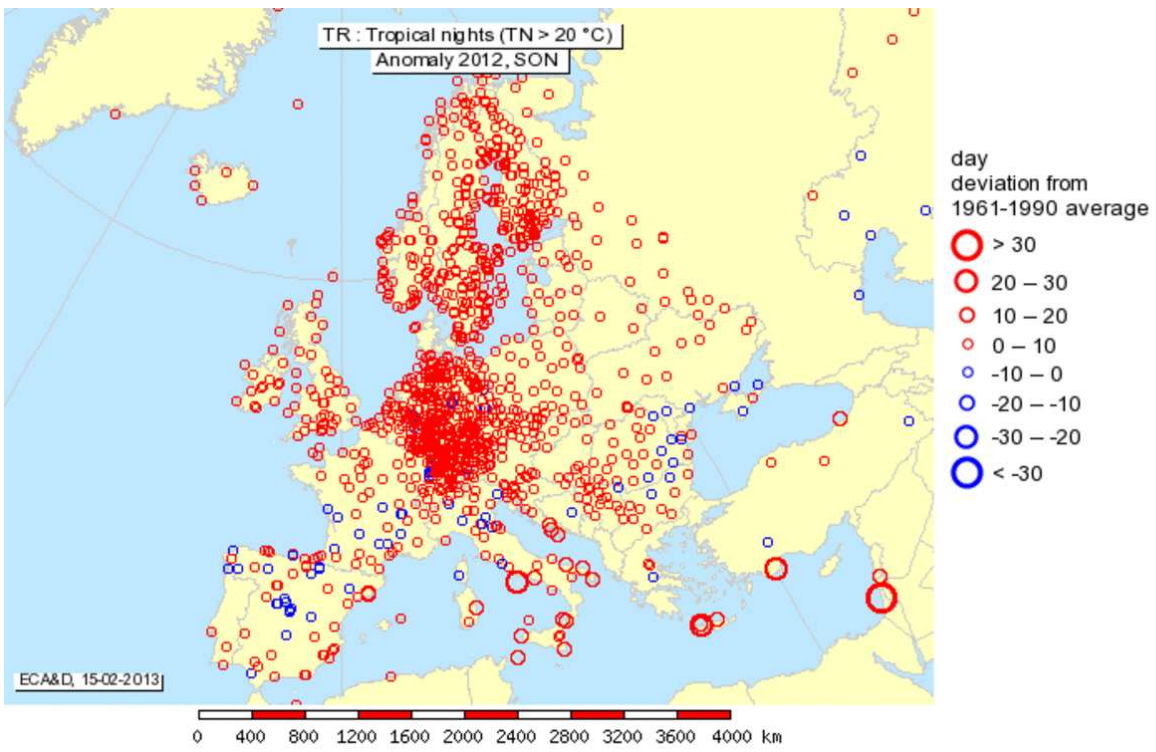 TR : Tropical nights (TN > 20 °C)
Anomaly 2012, SON
day
deviation from
1961-1990 average
> 30
20 – 30
10 – 20
0 – 10
-10 – 0
-20 – -10
-30 – -20
< -30
ECA&D, 15-02-2013
0 400 800 1200 1600 2000 2400 2800 3200 3600 4000 km